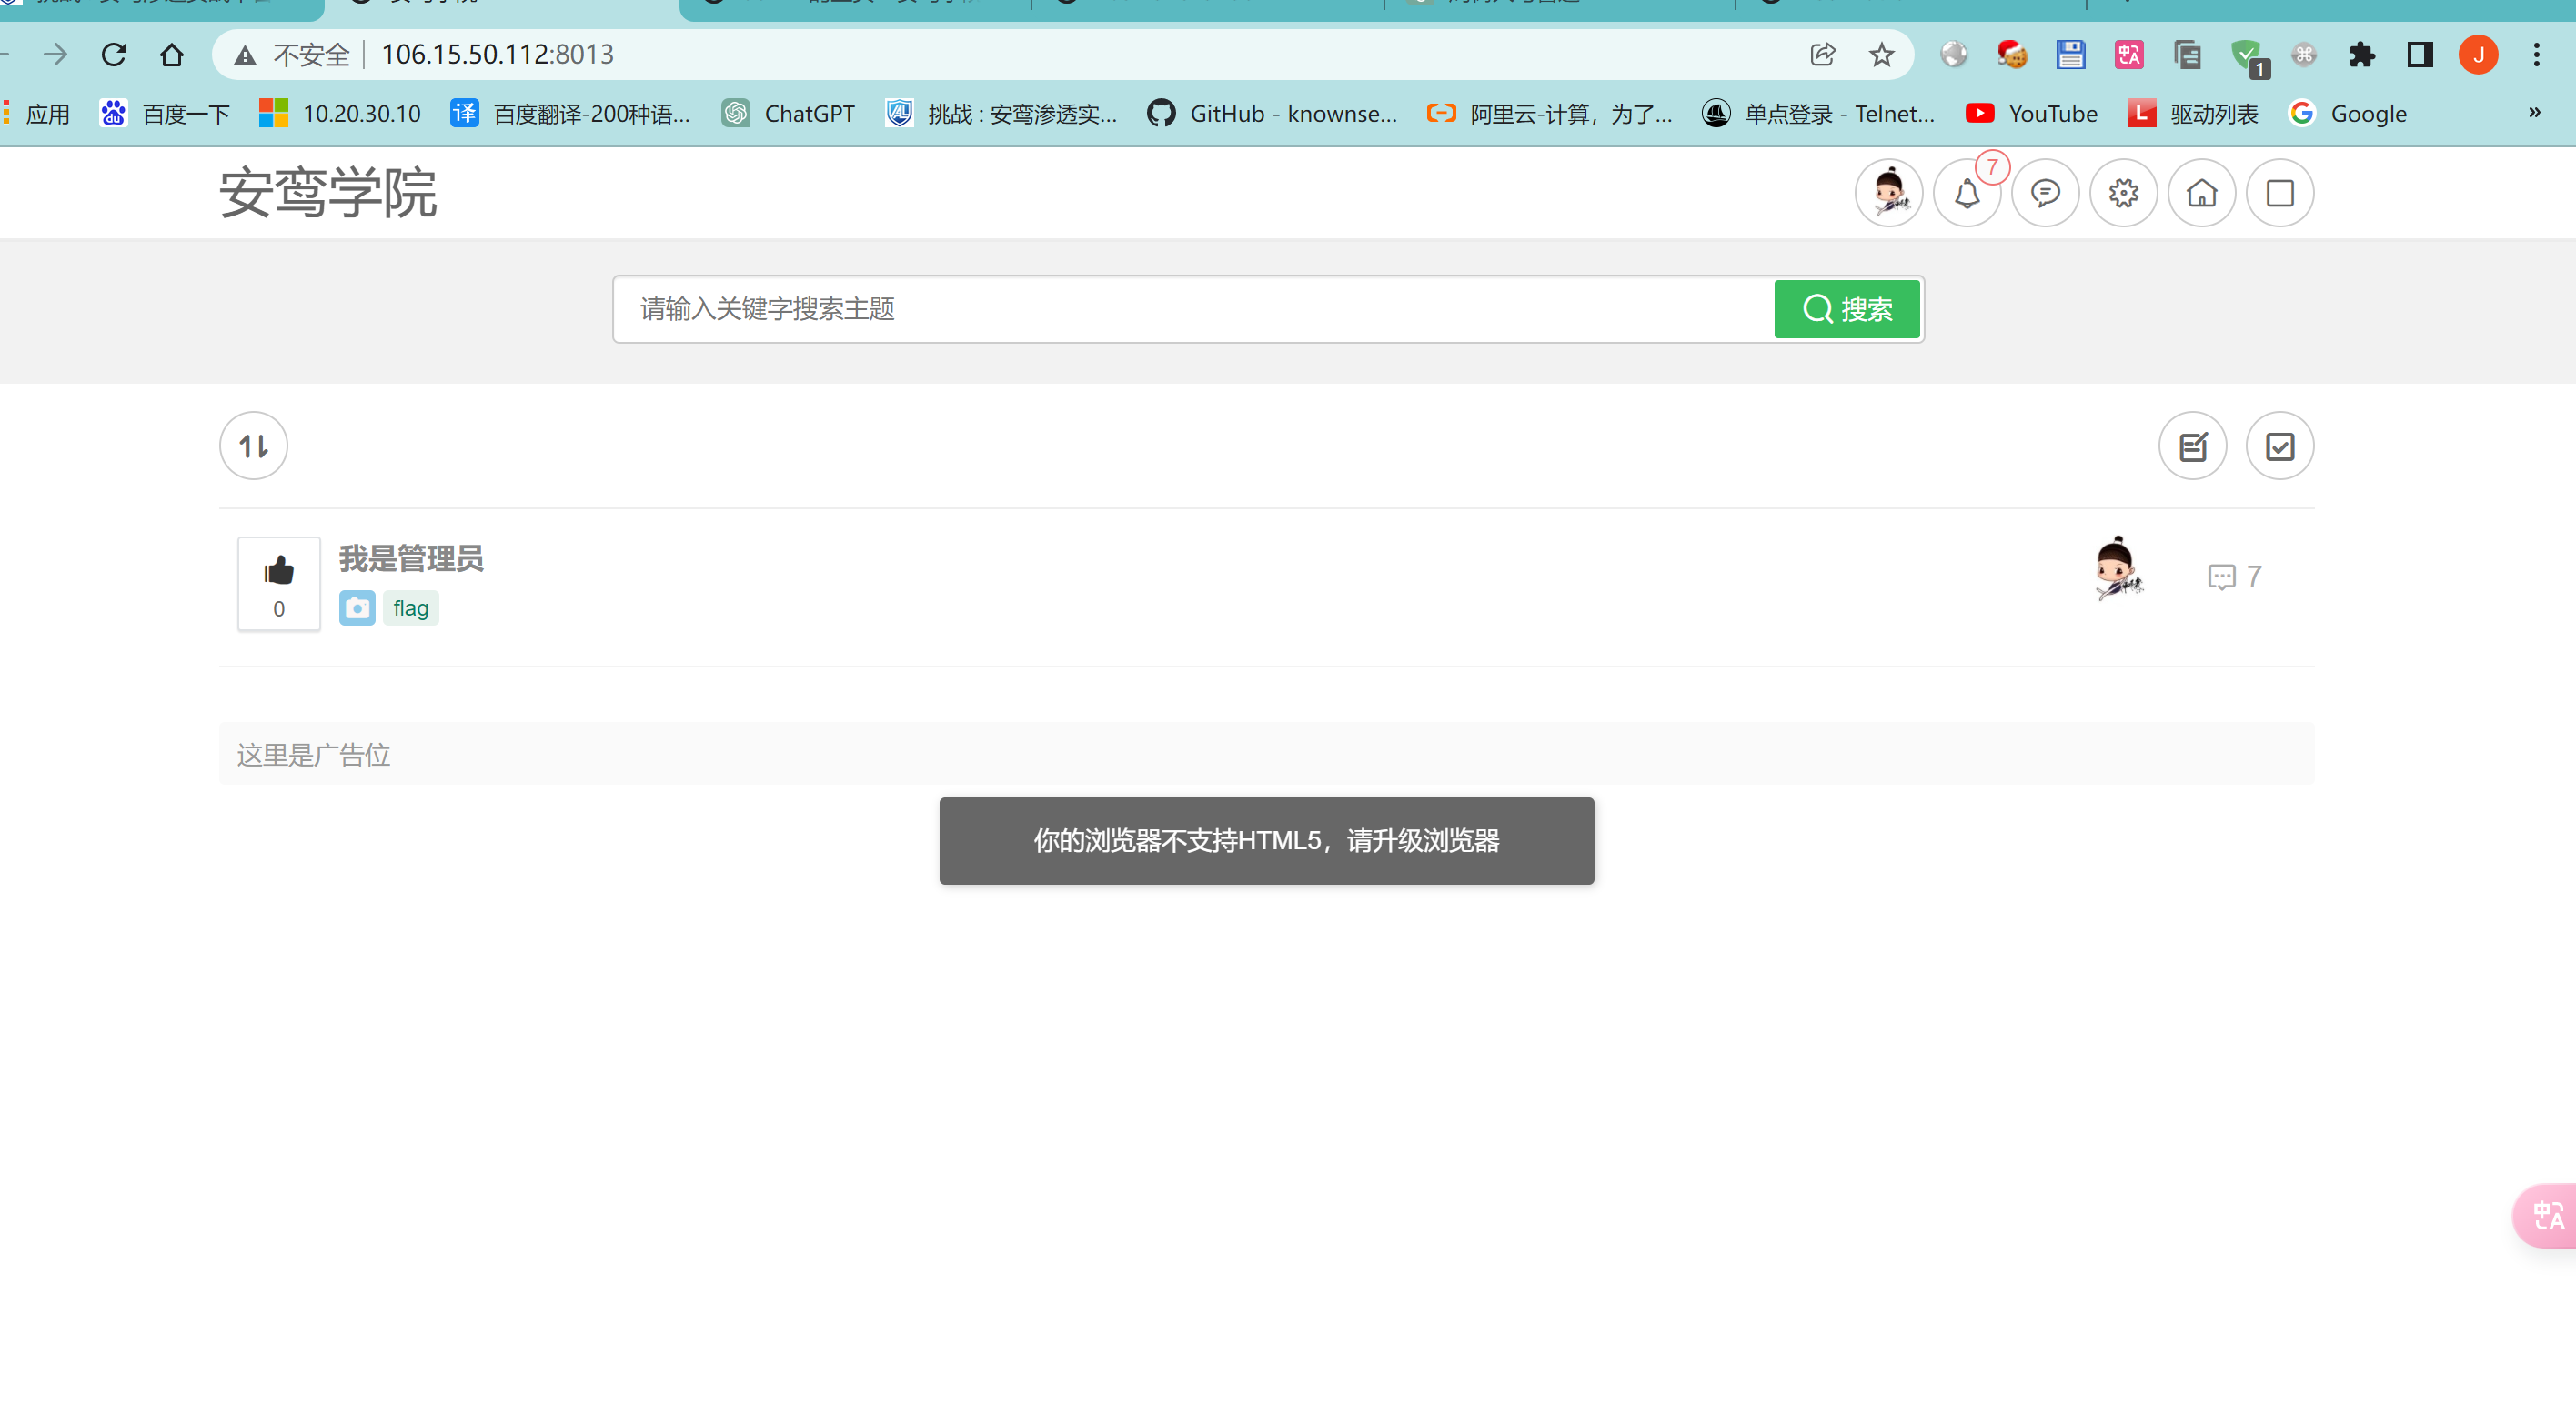 不安全 106.15.50.112:8013
1
J
应用 百度一下 10.20.30.10 百度翻译-200种语... ChatGPT 挑战 : 安鸾渗透实... GitHub - knownse... 阿里云-计算，为了... 单点登录 - Telnet... YouTube 驱动列表 Google »
安鸾学院
7
请输入关键字搜索主题 搜索
我是管理员
0 flag
7
这里是广告位
你的浏览器不支持HTML5，请升级浏览器